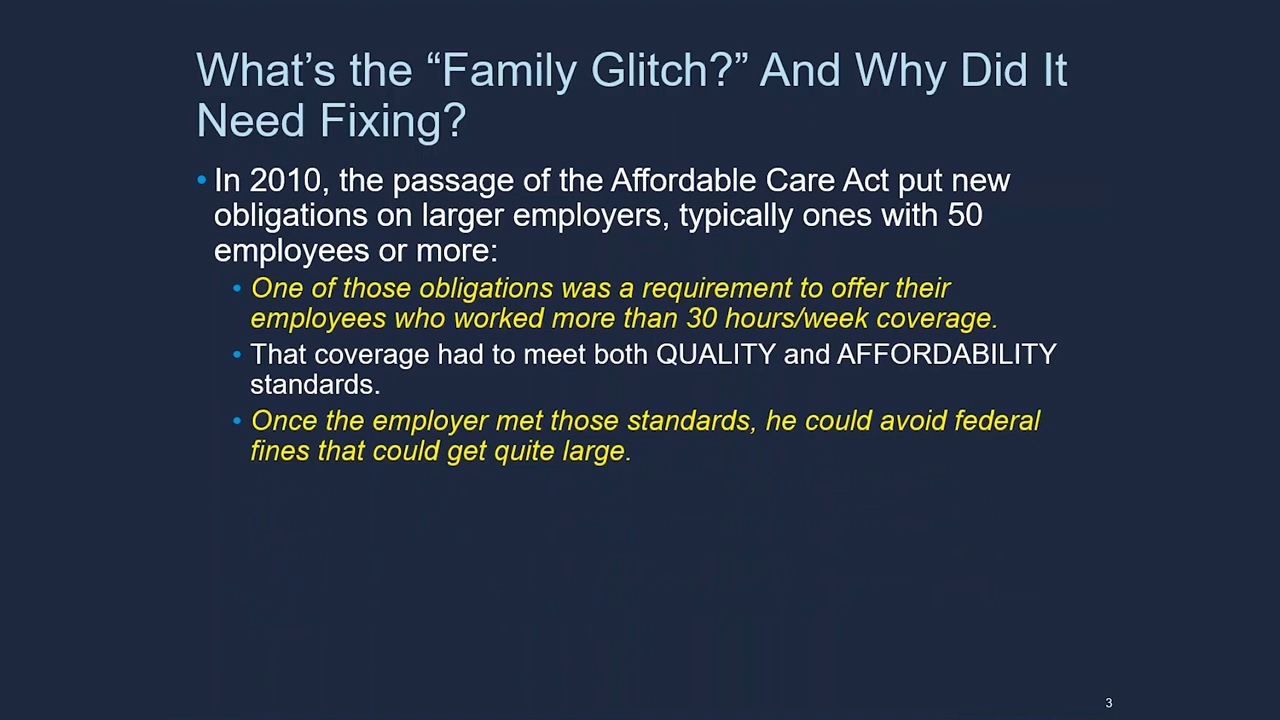 What’s the “Family Glitch?” And Why Did It
Need Fixing?
• In 2010, the passage of the Affordable Care Act put new
obligations on larger employers, typically ones with 50
employees or more:
• One of those obligations was a requirement to offer their
employees who worked more than 30 hours/week coverage.
• That coverage had to meet both QUALITY and AFFORDABILITY
standards.
• Once the employer met those standards, he could avoid federal
fines that could get quite large.
3